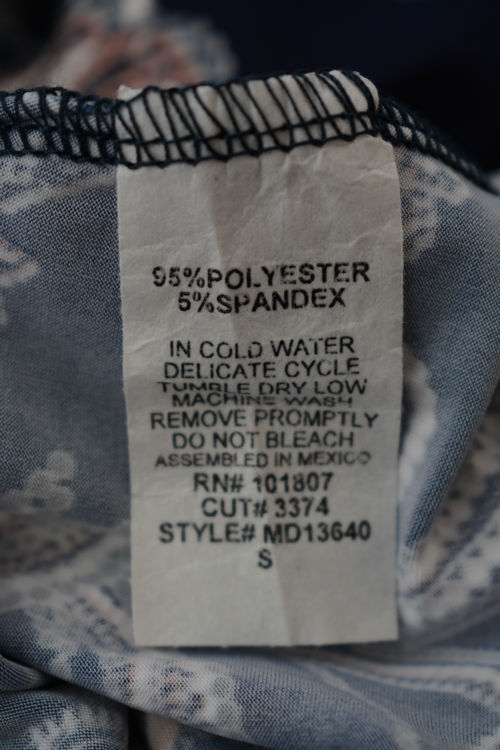 95%POLYESTER
5%SPANDEX
IN COLD WATER
DELICATE CYCLE
TUMBLE DRY LOW
MACHINE WASH
REMOVE PROMPTLY
DO NOT BLEACH
ASSEMBLED IN MEXICO
RN# 101807
CUT# 3374
STYLE# MD13640
S